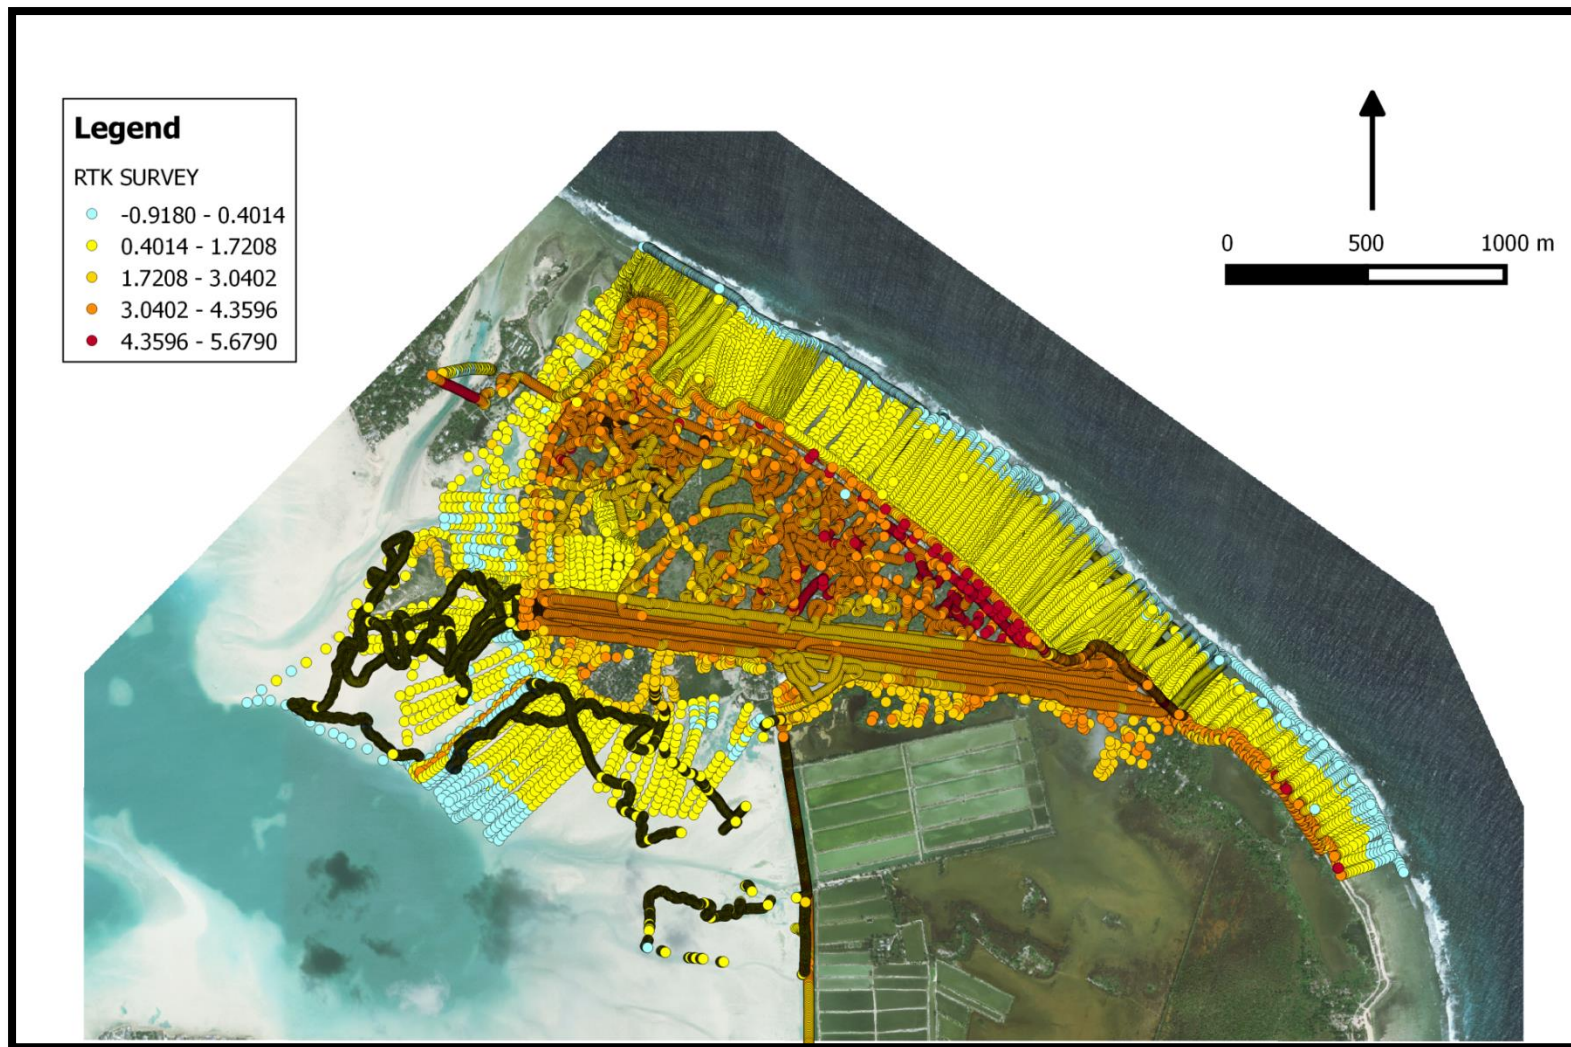 Legend
RTK SURVEY
-0.9180 - 0.4014
0.4014 - 1.7208
1.7208 - 3.0402
3.0402 - 4.3596
4.3596 - 5.6790
0 500 1000 m